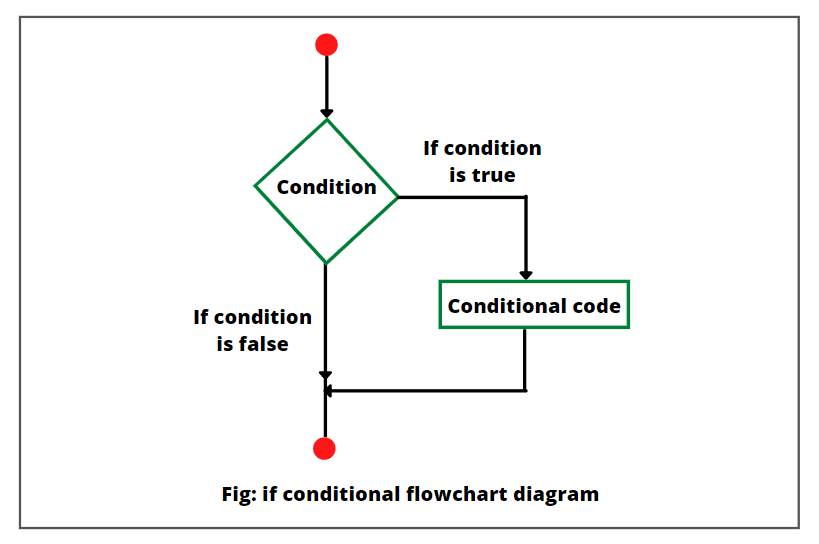 If condition
is true
Condition
Conditional code
If condition
is false
Fig: if conditional flowchart diagram